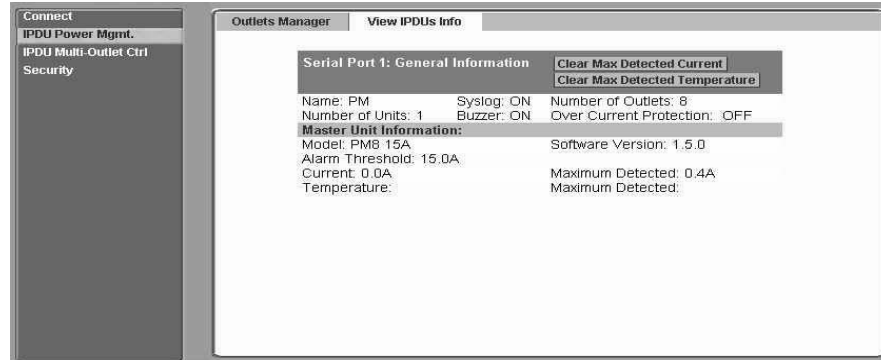 Connect
IPDU Power Mgmt.
IPDU Multi-Outlet Ctrl
Security
Outlets Manager
View IPDUs Info
Serial Port 1: General Information
Clear Max Detected Current
Clear Max Detected Temperature
Name: PM Syslog: ON Number of Outlets: 8
Number of Units: 1 Buzzer: ON Over Current Protection: OFF
Master Unit Information:
Model: PM8 15A Software Version: 1.5.0
Alarm Threshold: 15.0A
Current: 0.0A Maximum Detected: 0.4A
Temperature: Maximum Detected: